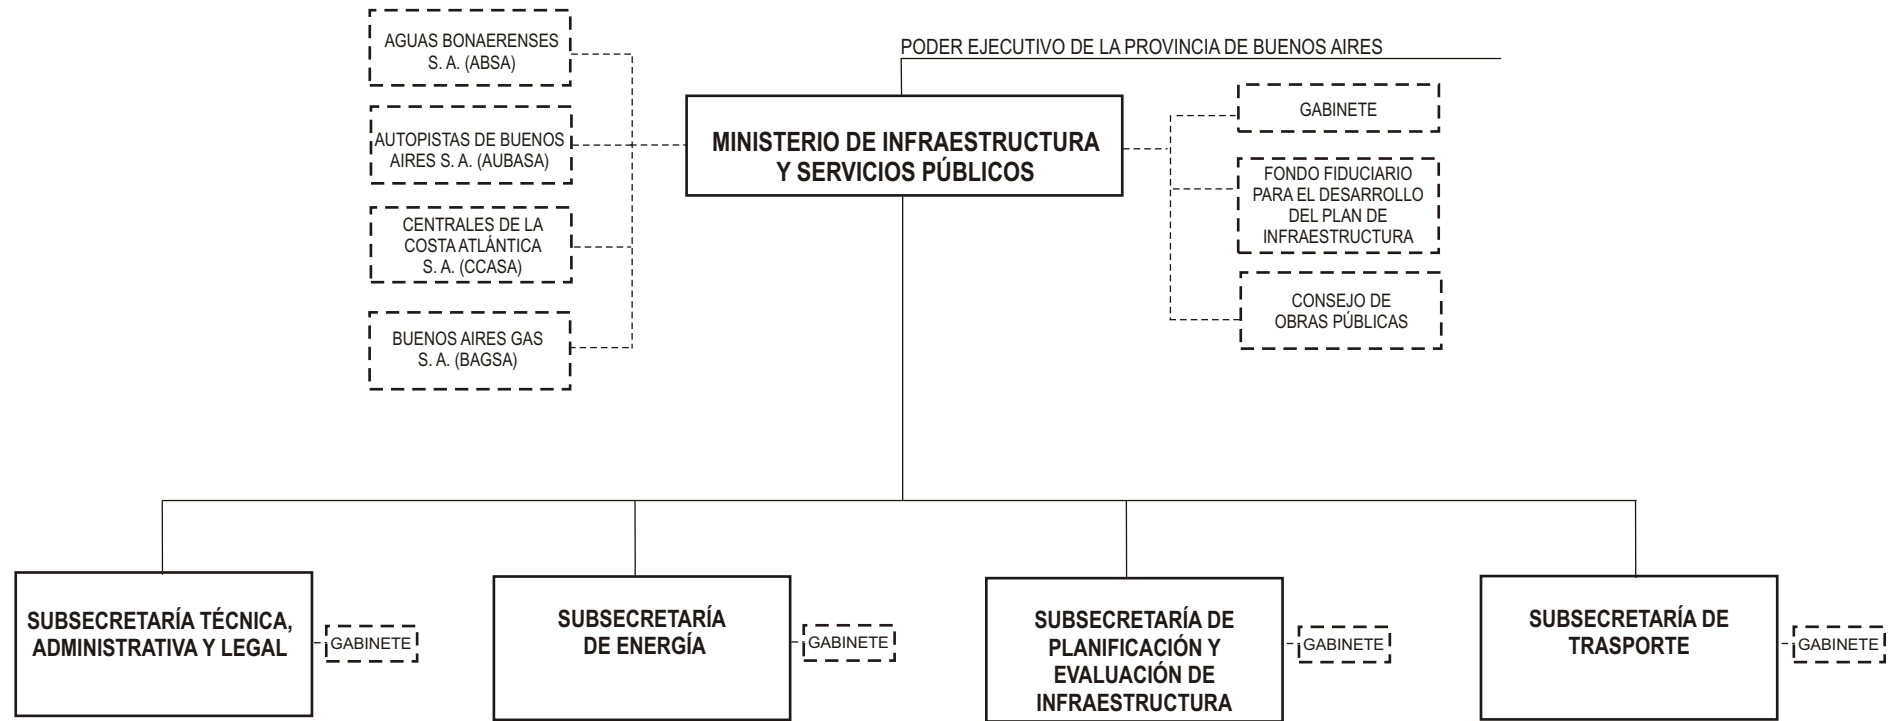 PODER EJECUTIVO DE LA PROVINCIA DE BUENOS AIRES
AGUAS BONAERENSES
S. A. (ABSA)
AUTOPISTAS DE BUENOS
AIRES S. A. (AUBASA)
CENTRALES DE LA
COSTA ATLÁNTICA
S. A. (CCASA)
BUENOS AIRES GAS
S. A. (BAGSA)
MINISTERIO DE INFRAESTRUCTURA
Y SERVICIOS PÚBLICOS
GABINETE
FONDO FIDUCIARIO
PARA EL DESARROLLO
DEL PLAN DE
INFRAESTRUCTURA
CONSEJO DE
OBRAS PÚBLICAS
SUBSECRETARÍA TÉCNICA,
ADMINISTRATIVA Y LEGAL
GABINETE
SUBSECRETARÍA
DE ENERGÍA
GABINETE
SUBSECRETARÍA DE
PLANIFICACIÓN Y
EVALUACIÓN DE
INFRAESTRUCTURA
GABINETE
SUBSECRETARÍA DE
TRASPORTE
GABINETE